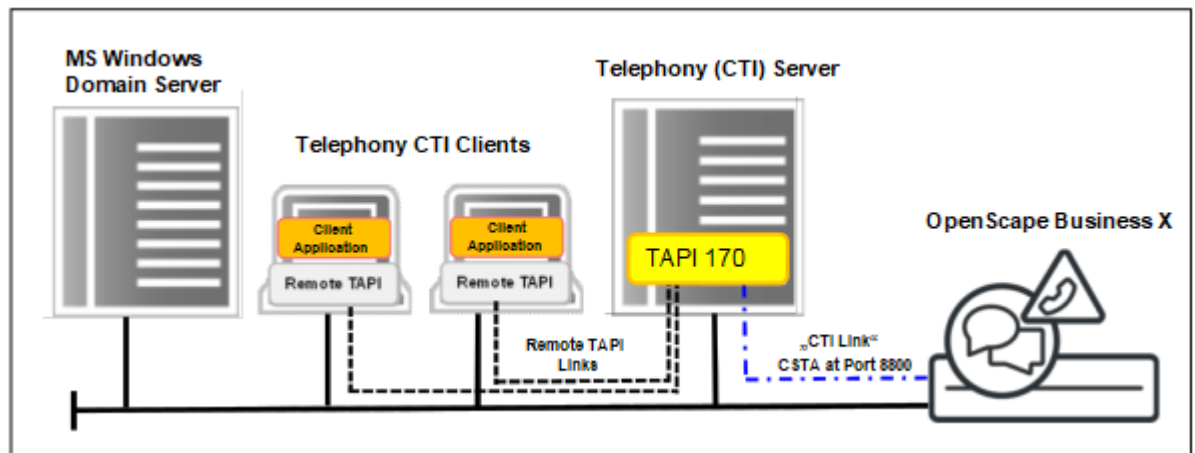 MS Windows
Domain Server
Telephony (CTI) Server
Telephony CTI Clients
OpenScape Business X
Client
Application
Client
Application
TAPI 170
Remote TAPI
Remote TAPI
Remote TAPI
Links
„CTI Link“
CSTA at Port 8800